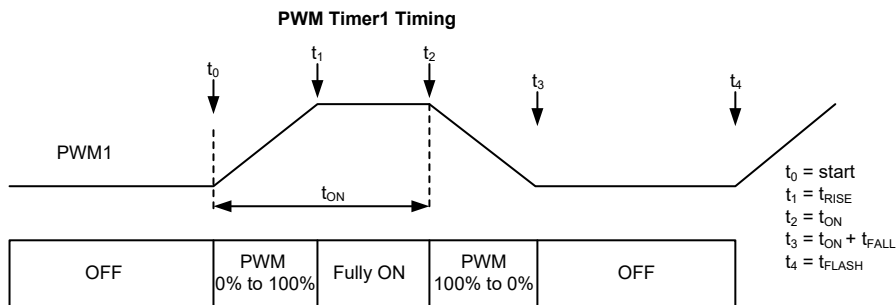 PWM Timer1 Timing
t0
t1
t2
t3
t4
PWM1
tON
t0 = start
t1 = tRISE
t2 = tON
t3 = tON + tFALL
t4 = tFLASH
OFF
PWM
0% to 100%
Fully ON
PWM
100% to 0%
OFF